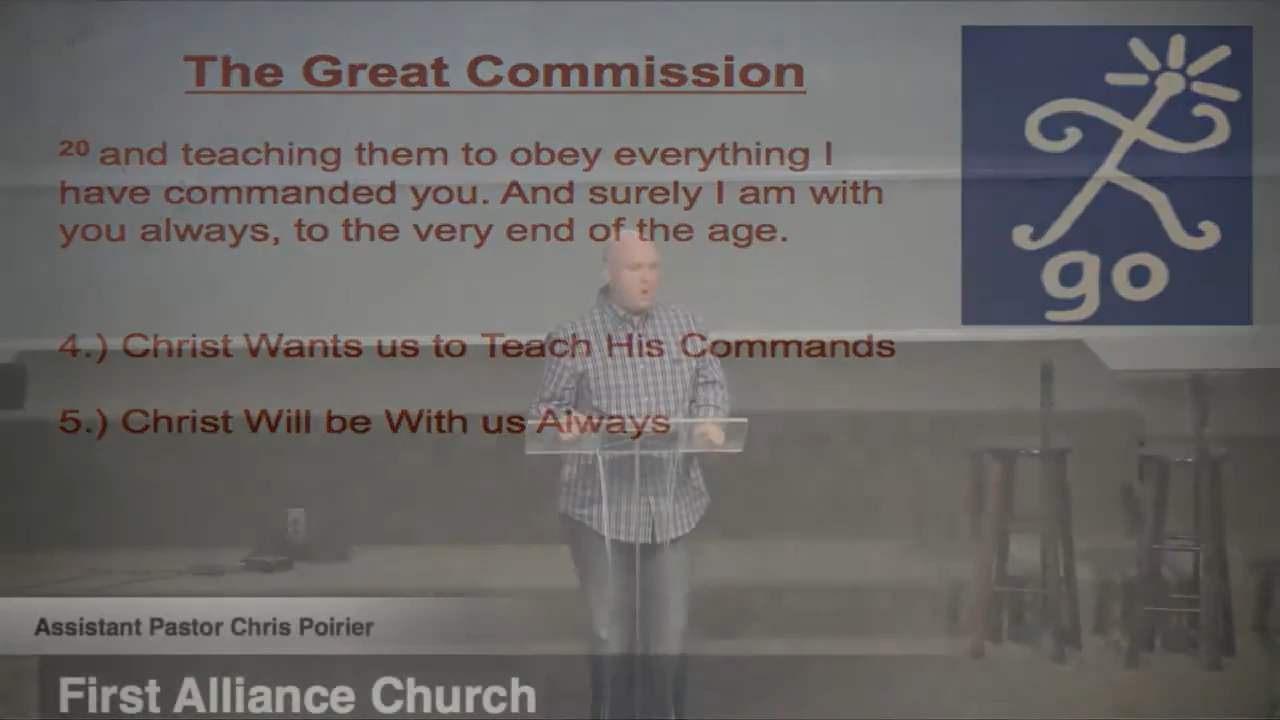 The Great Commission
20 and teaching them to obey everything I
have commanded you. And surely I am with
you always, to the very end of the age.
go
4.) Christ Wants us to Teach His Commands
5.) Christ Will be With us Always
Assistant Pastor Chris Poirier
First Alliance Church